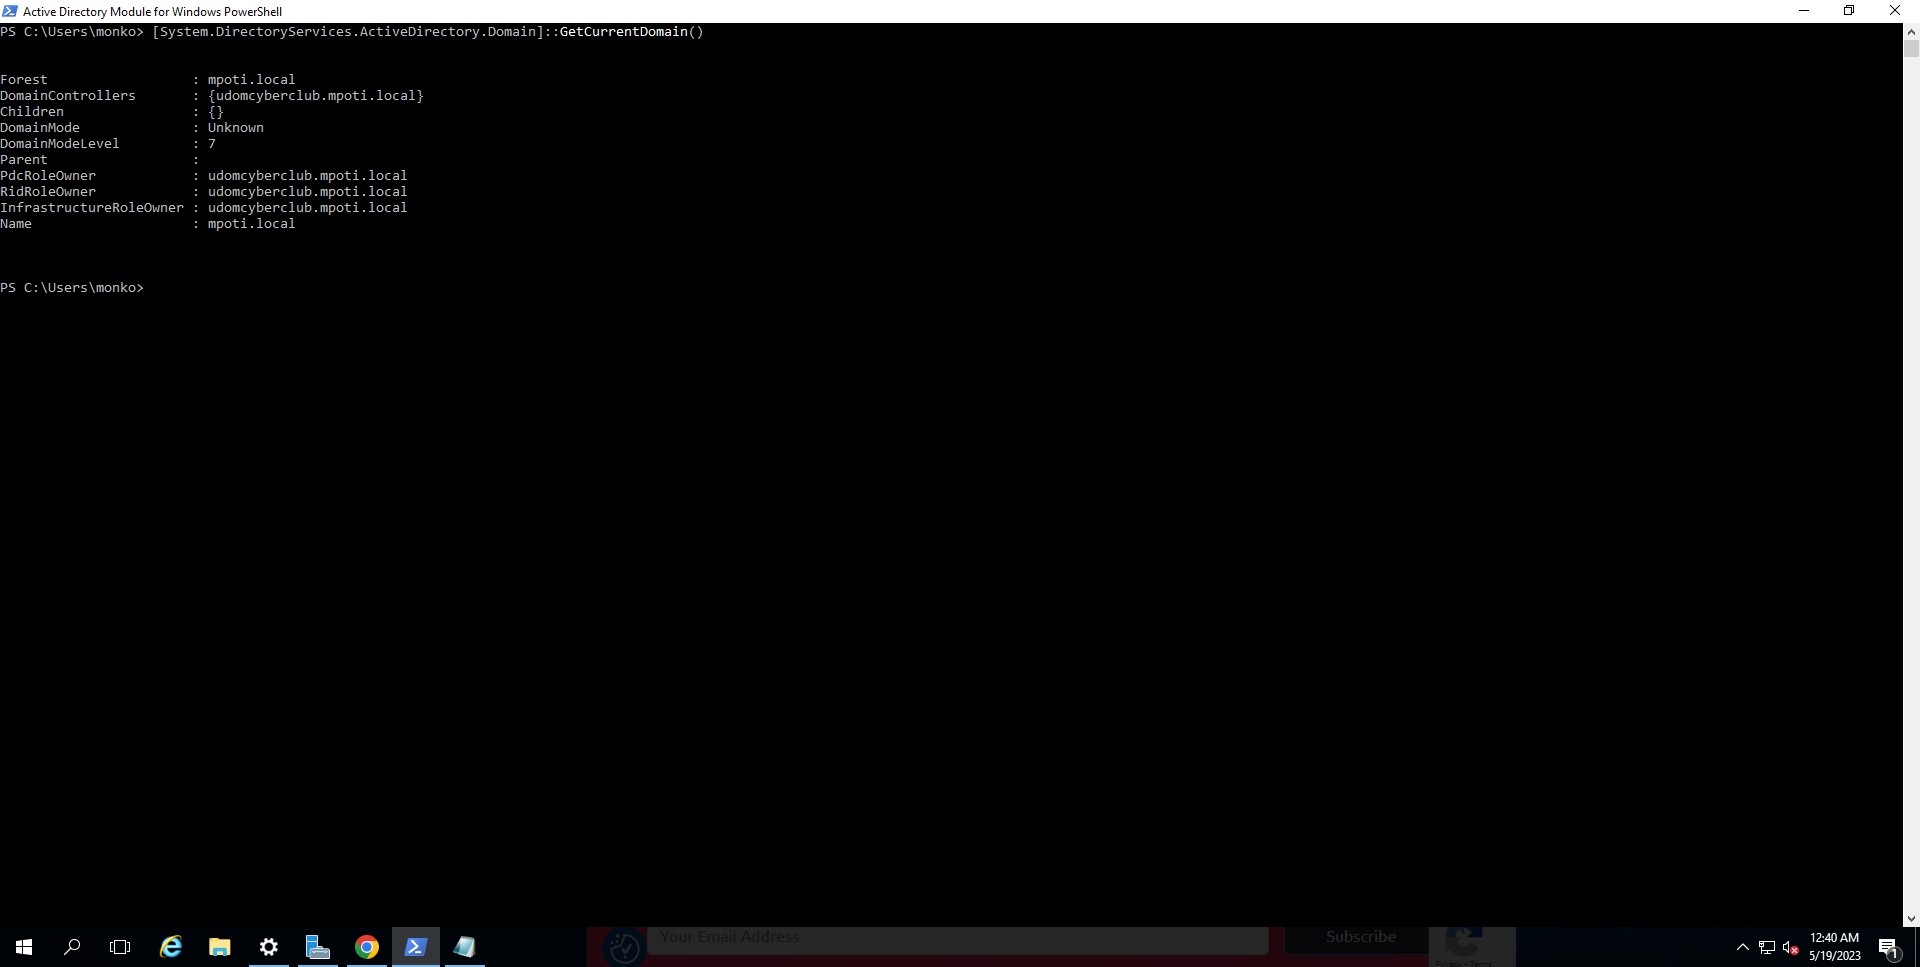 Active Directory Module for Windows PowerShell
PS C:\Users\monko> [System.DirectoryServices.ActiveDirectory.Domain]::GetCurrentDomain()
Forest : mpoti.local
DomainControllers : {udomcyberclub.mpoti.local}
Children : {}
DomainMode : Unknown
DomainModeLevel : 7
Parent :
PdcRoleOwner : udomcyberclub.mpoti.local
RidRoleOwner : udomcyberclub.mpoti.local
InfrastructureRoleOwner : udomcyberclub.mpoti.local
Name : mpoti.local
PS C:\Users\monko>
Your Email Address
Subscribe
Privacy - Terms
12:40 AM
5/19/2023
1